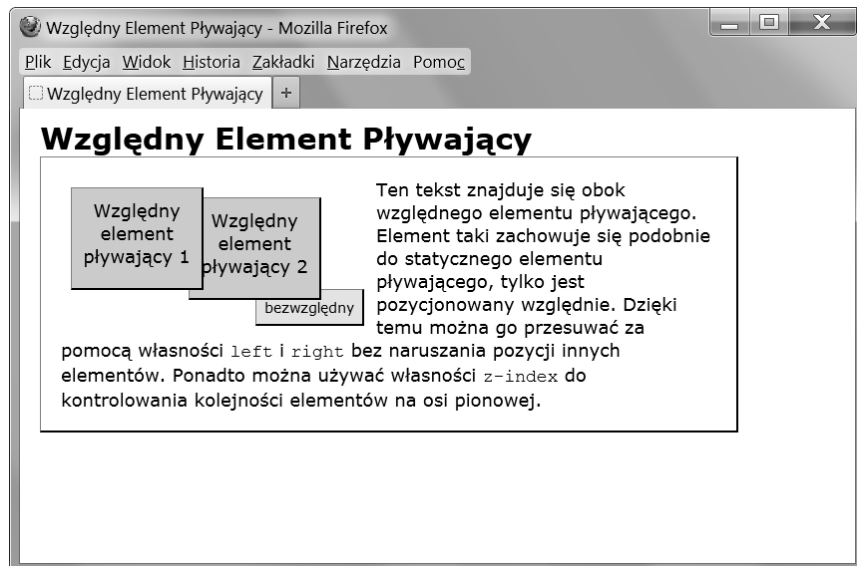 Względny Element Pływający - Mozilla Firefox
Plik Edycja Widok Historia Zakładki Narzędzia Pomoc
Względny Element Pływający +
Względny Element Pływający
Względny
element
pływający 1
Względny
element
pływający 2
bezwzględny
Ten tekst znajduje się obok
względnego elementu pływającego.
Element taki zachowuje się podobnie
do statycznego elementu
pływającego, tylko jest
pozycjonowany względnie. Dzięki
temu można go przesuwać za
pomocą własności left i right bez naruszania pozycji innych
elementów. Ponadto można używać własności z-index do
kontrolowania kolejności elementów na osi pionowej.